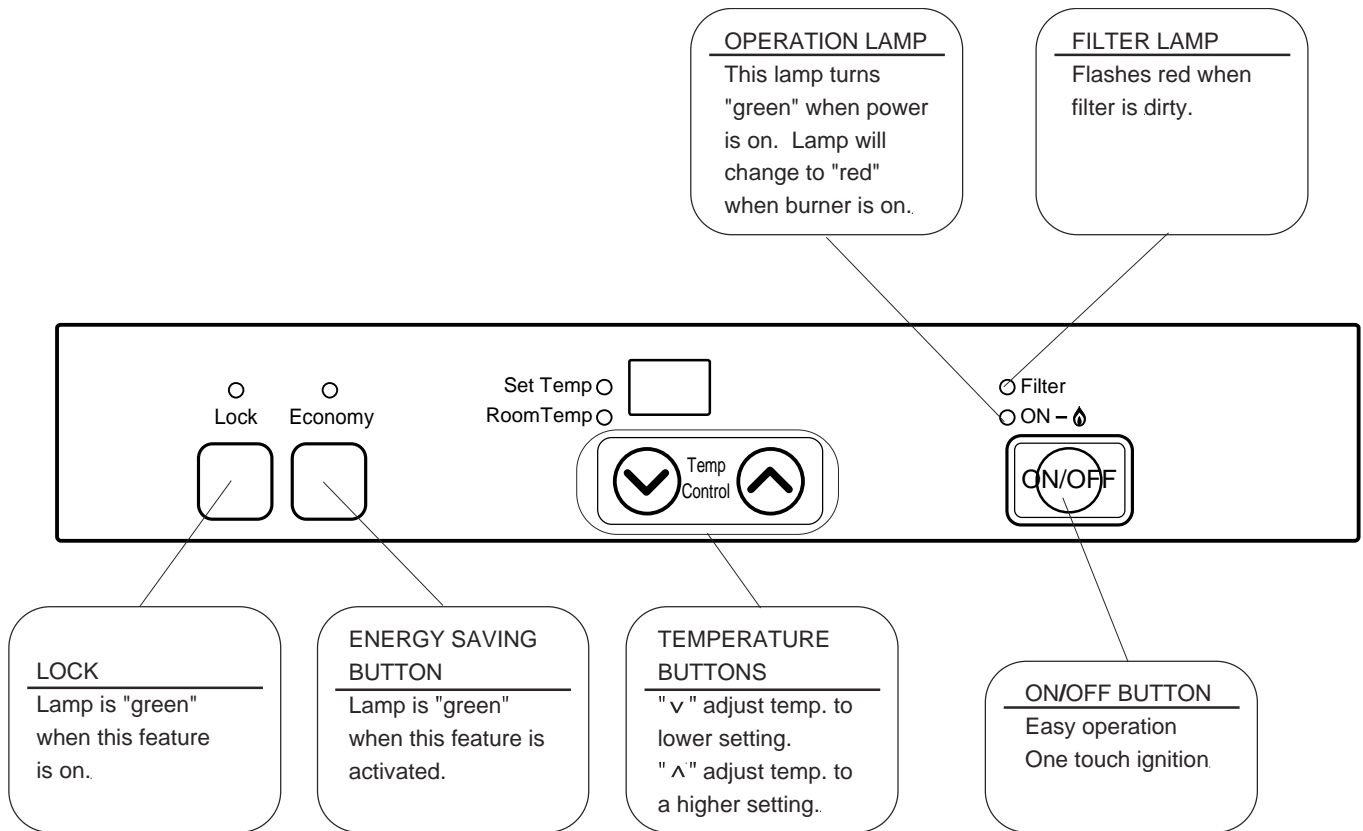 OPERATION LAMP
This lamp turns
"green" when power
is on. Lamp will
change to "red"
when burner is on.
FILTER LAMP
Flashes red when
filter is dirty.
Lock
Economy
Set Temp
RoomTemp
Temp
Control
Filter
ON –
ON/OFF
LOCK
Lamp is "green"
when this feature
is on.
ENERGY SAVING
BUTTON
Lamp is "green"
when this feature is
activated.
TEMPERATURE
BUTTONS
"v" adjust temp. to
lower setting.
"ʌ" adjust temp. to
a higher setting.
ON/OFF BUTTON
Easy operation
One touch ignition